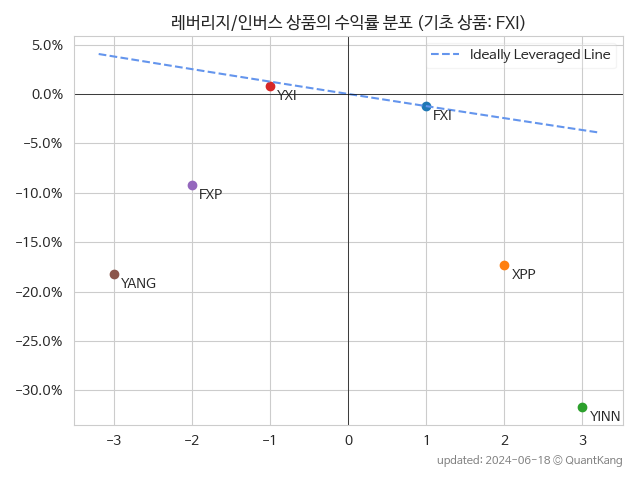 레버리지/인버스 상품의 수익률 분포 (기초 상품: FXI)
5.0%
Ideally Leveraged Line
0.0%
YXI
FXI
-5.0%
-10.0%
FXP
-15.0%
YANG
XPP
-20.0%
-25.0%
-30.0%
YINN
-3 -2 -1 0 1 2 3
updated: 2024-06-18 © QuantKang